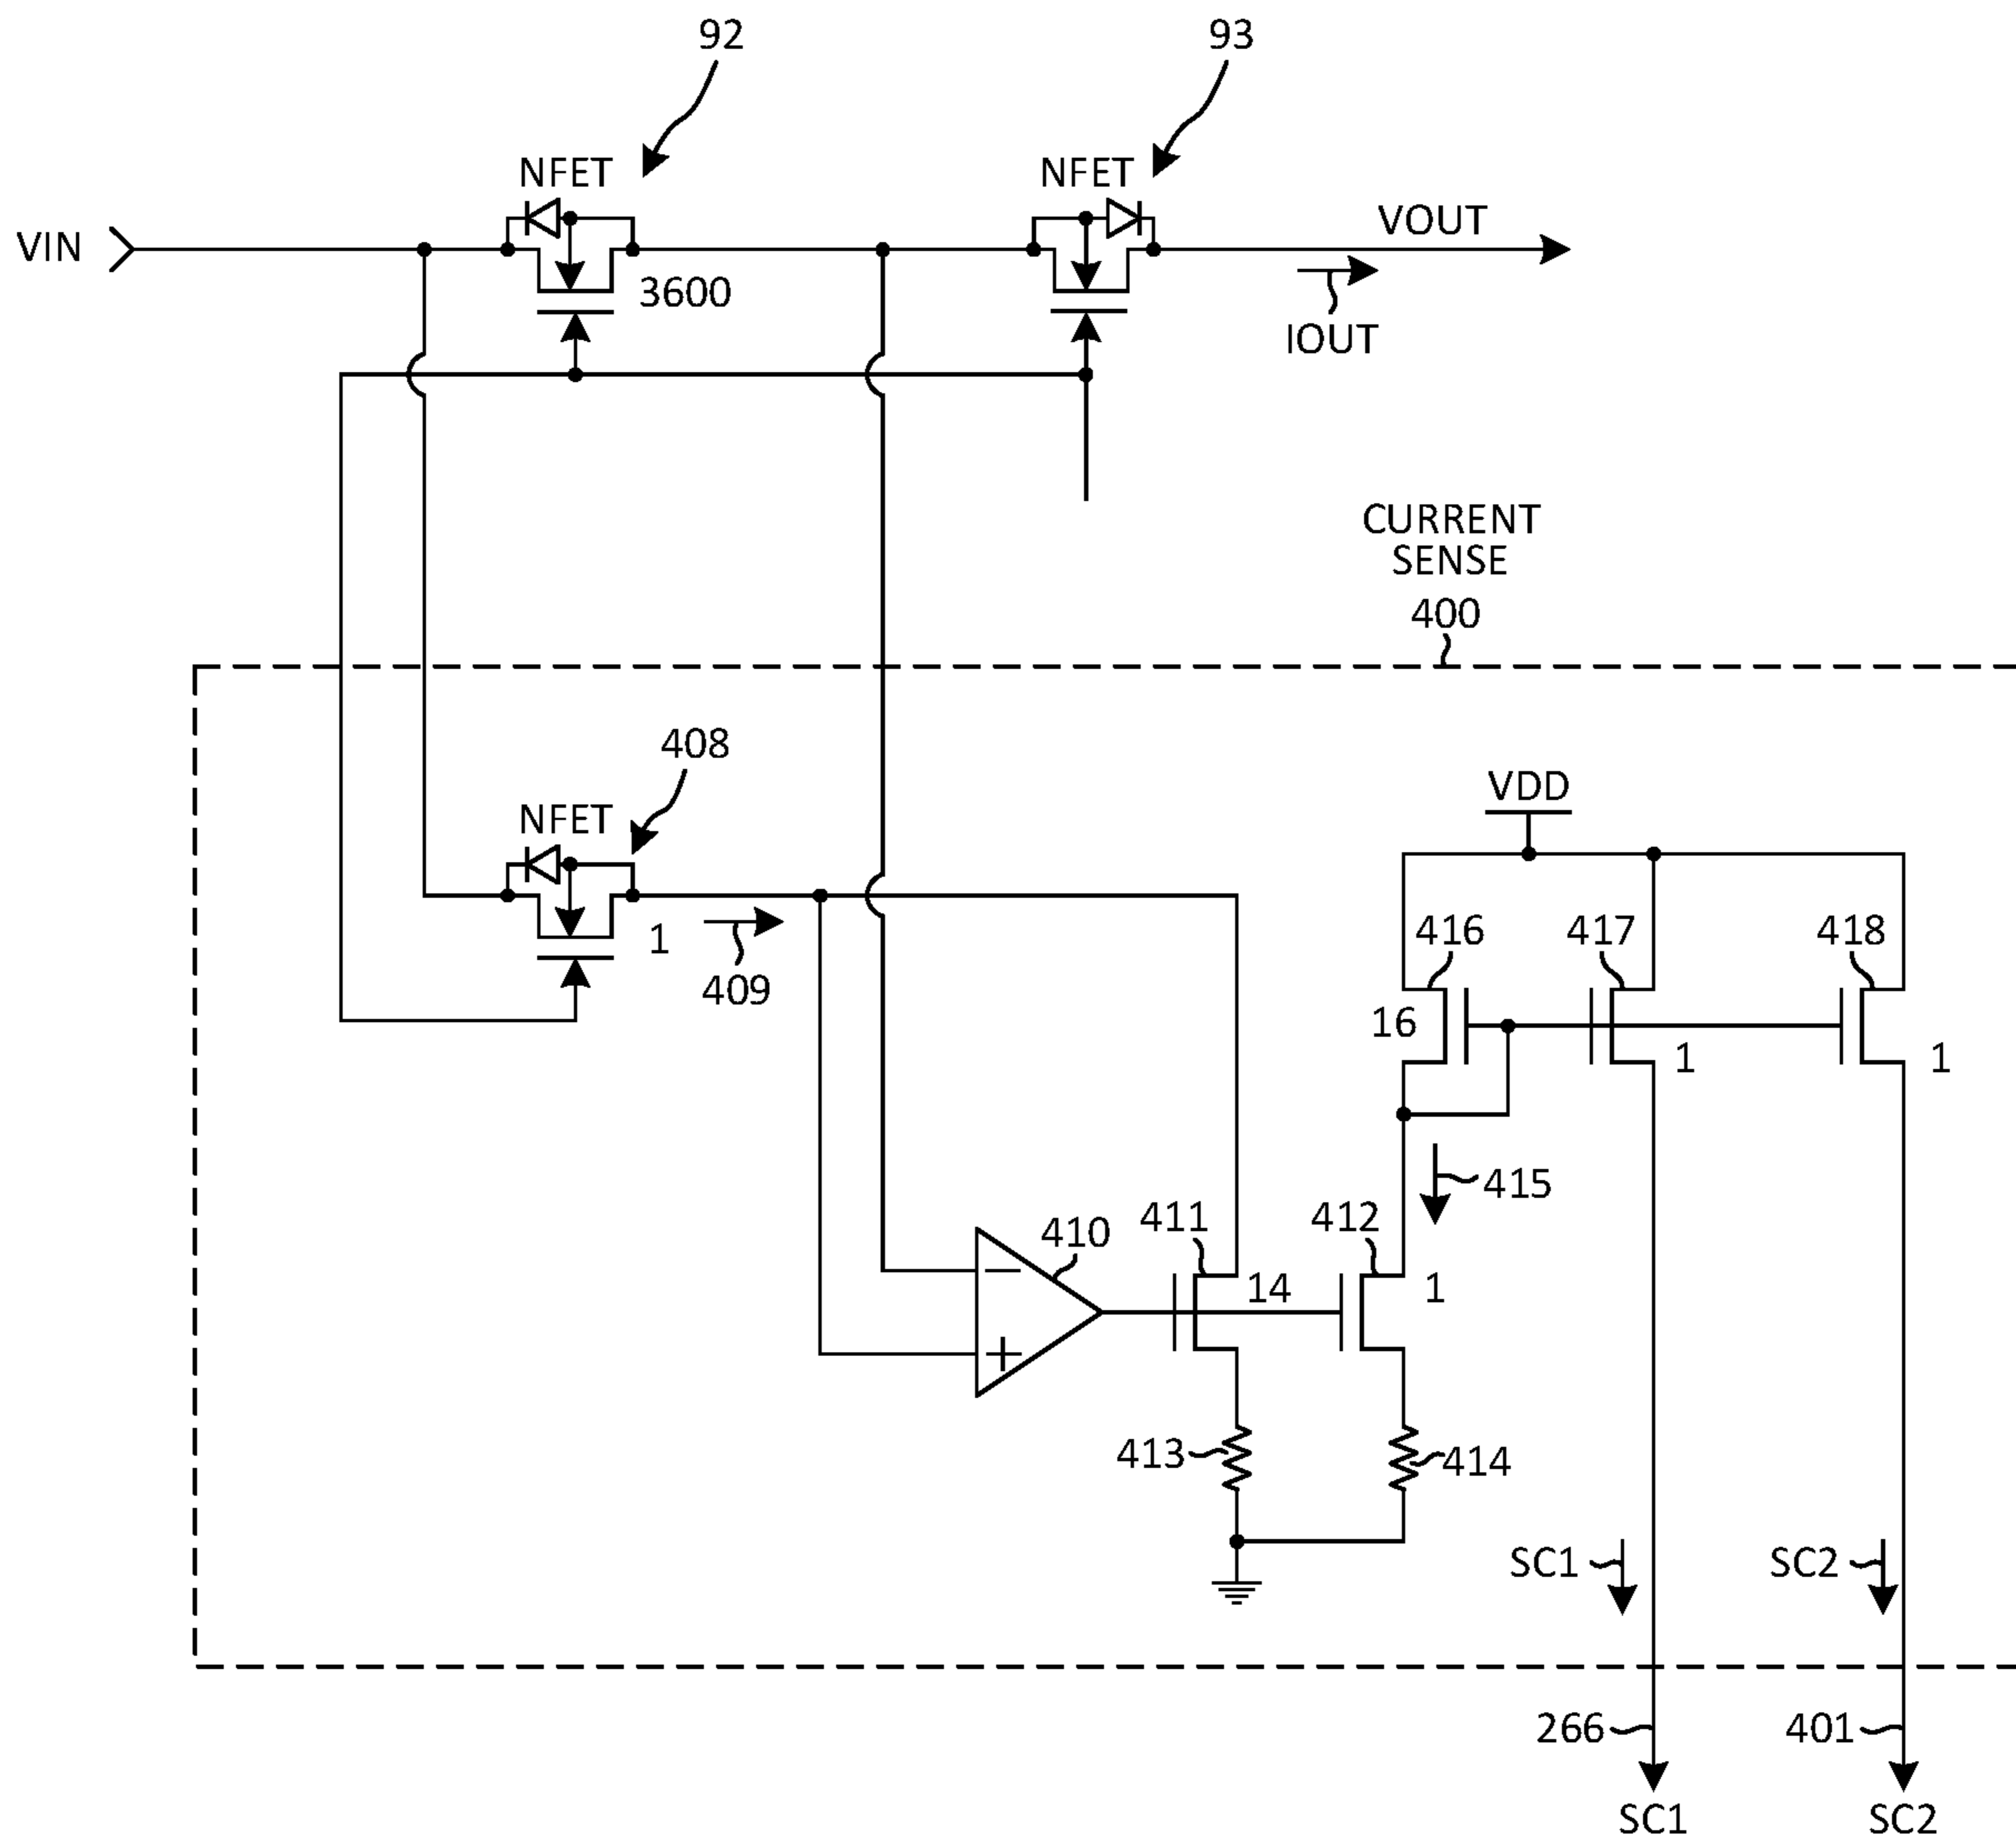 92
93
NFET
NFET
VIN
VOUT
3600
IOUT
CURRENT
SENSE
400
408
NFET
VDD
416
417
418
1
409
16
1
1
415
411
412
410
14
1
413
414
SC1
SC2
266
401
SC1
SC2